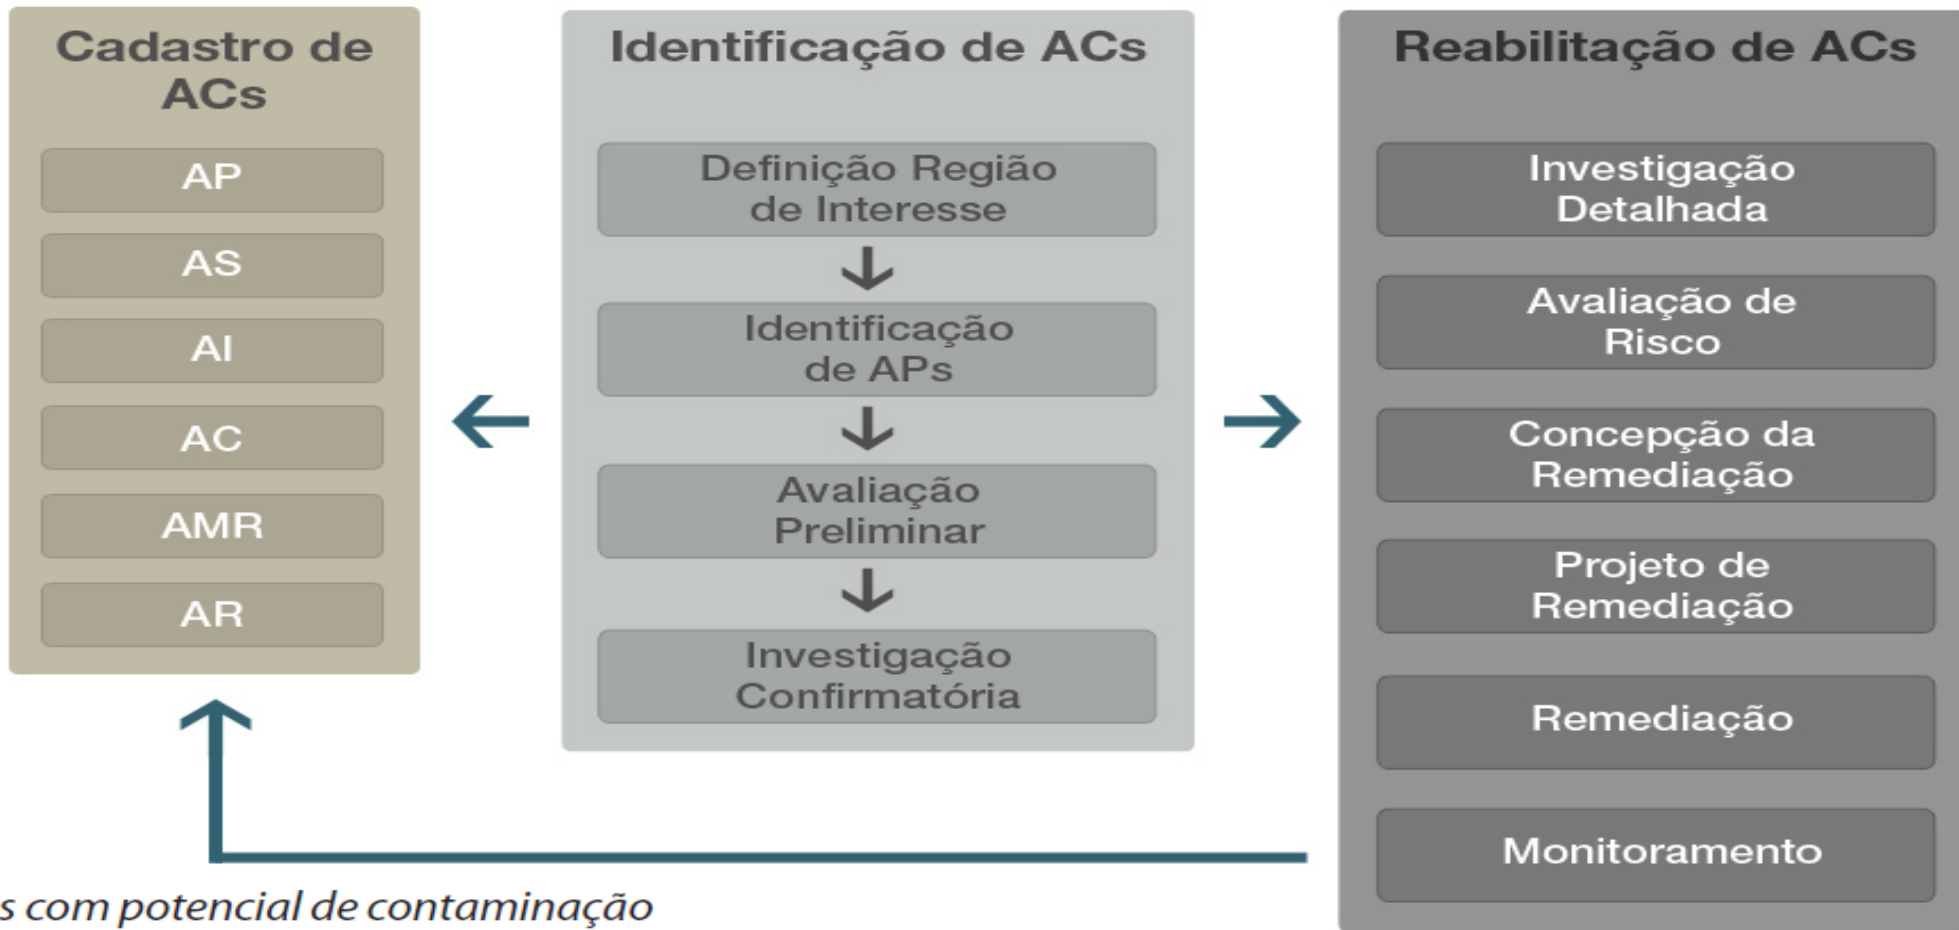 Cadastro de
ACs
AP
AS
AI
AC
AMR
AR
Identificação de ACs
Definição Região
de Interesse
Identificação
de APs
Avaliação
Preliminar
Investigação
Confirmatória
Reabilitação de ACs
Investigação
Detalhada
Avaliação de
Risco
Concepção da
Remediação
Projeto de
Remediação
Remediação
Monitoramento
s com potencial de contaminação